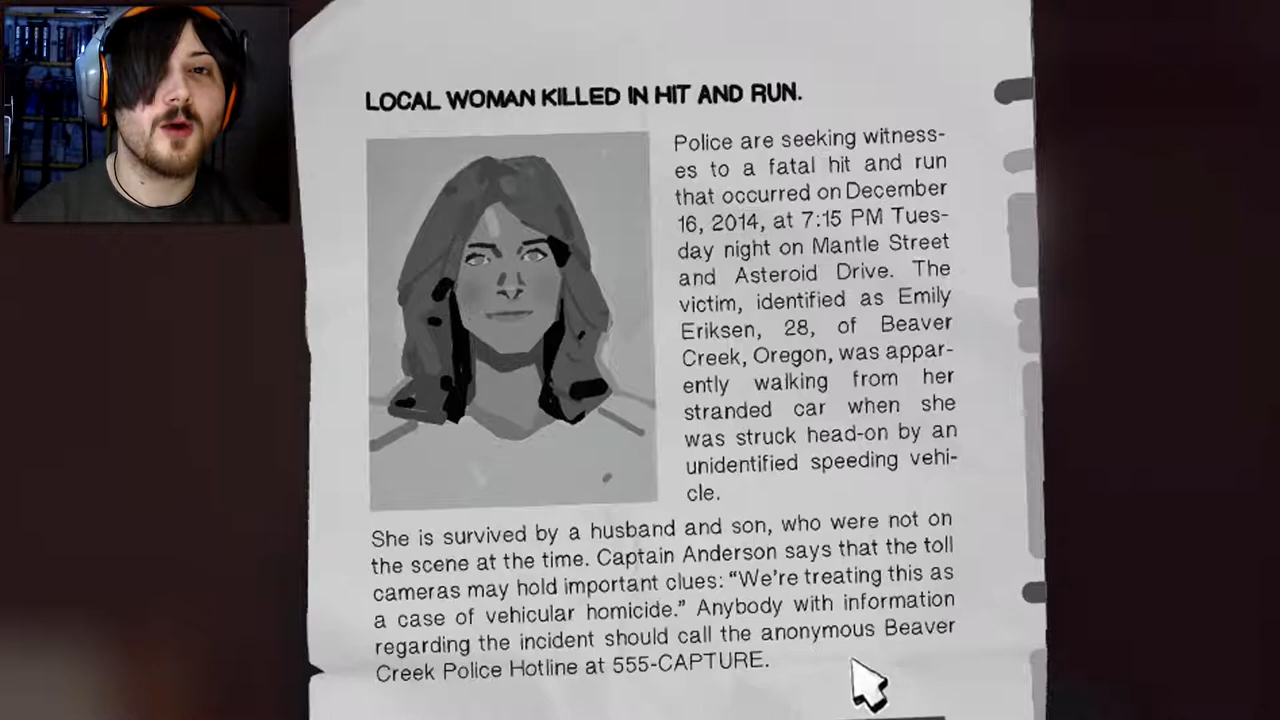 LOCAL WOMAN KILLED IN HIT AND RUN.
Police are seeking witness-
es to a fatal hit and run
that occurred on December
16, 2014, at 7:15 PM Tues-
day night on Mantle Street
and Asteroid Drive. The
victim, identified as Emily
Eriksen, 28, of Beaver
Creek, Oregon, was appar-
ently walking from her
stranded car when she
was struck head-on by an
unidentified speeding vehi-
cle.
She is survived by a husband and son, who were not on
the scene at the time. Captain Anderson says that the toll
cameras may hold important clues: “We’re treating this as
a case of vehicular homicide.” Anybody with information
regarding the incident should call the anonymous Beaver
Creek Police Hotline at 555-CAPTURE.